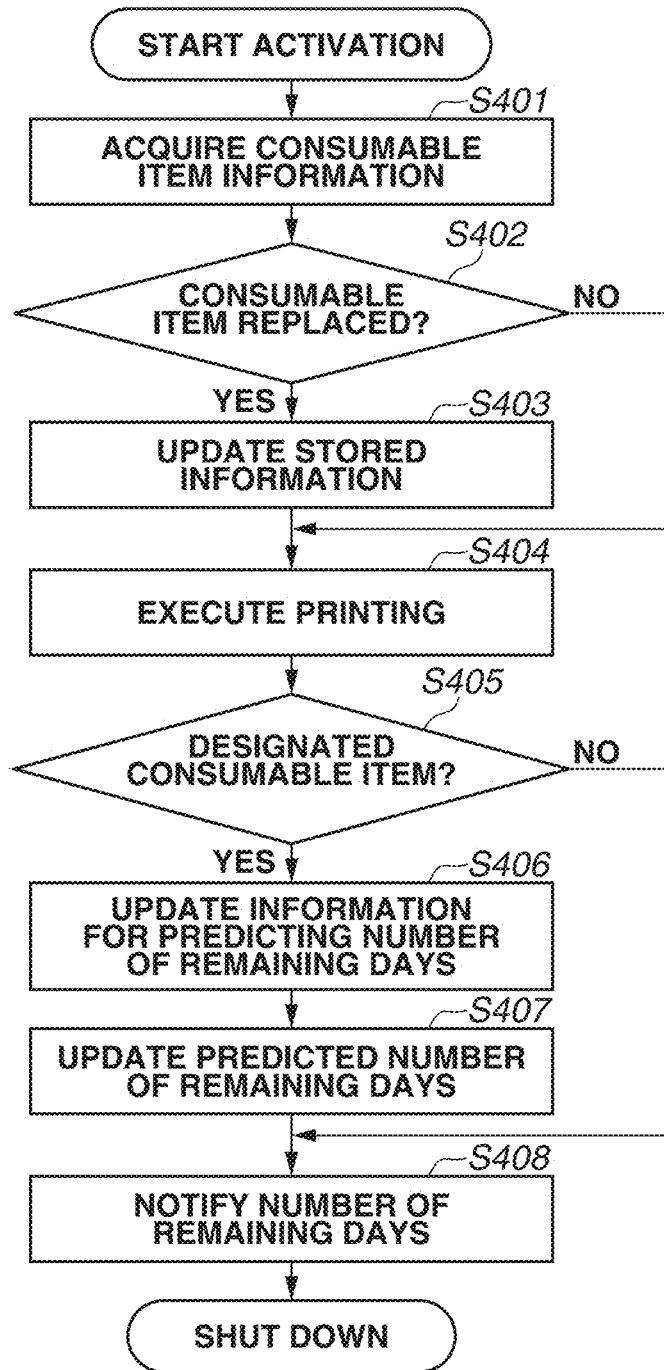 START ACTIVATION
S401
ACQUIRE CONSUMABLE
ITEM INFORMATION
S402
CONSUMABLE
ITEM REPLACED?
NO
YES
S403
UPDATE STORED
INFORMATION
S404
EXECUTE PRINTING
S405
DESIGNATED
CONSUMABLE ITEM?
NO
YES
S406
UPDATE INFORMATION
FOR PREDICTING NUMBER
OF REMAINING DAYS
S407
UPDATE PREDICTED NUMBER
OF REMAINING DAYS
S408
NOTIFY NUMBER OF
REMAINING DAYS
SHUT DOWN